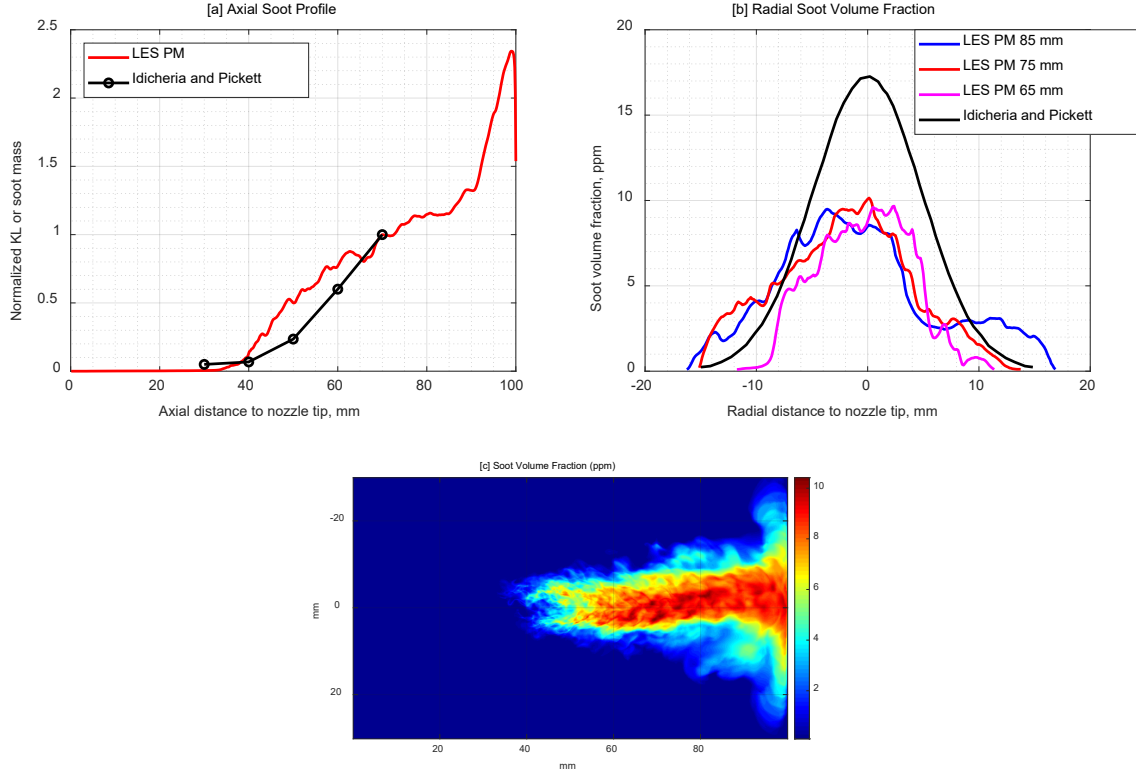 [a] Axial Soot Profile
2.5
2
1.5
1
0.5
0
Normalized KL or soot mass
LES PM
Idicheria and Pickett
0 20 40 60 80 100
Axial distance to nozzle tip, mm
[b] Radial Soot Volume Fraction
20
15
10
5
0
Soot volume fraction, ppm
LES PM 85 mm
LES PM 75 mm
LES PM 65 mm
Idicheria and Pickett
-20 -10 0 10 20
Radial distance to nozzle tip, mm
[c] Soot Volume Fraction (ppm)
-20
0
20
mm
20 40 60 80
mm
10
8
6
4
2